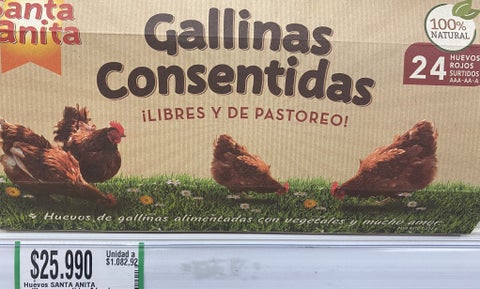 Santa
anita
Gallinas
Consentidas
¡LIBRES Y DE PASTOREO!
100%
NATURAL
24 HUEVOS
ROJOS
SURTIDOS
AAA-AA-A
Huevos de gallinas alimentadas con vegetales y mucho amor
$25.990
Unidad a
$1.082.92
Huevos SANTA ANITA